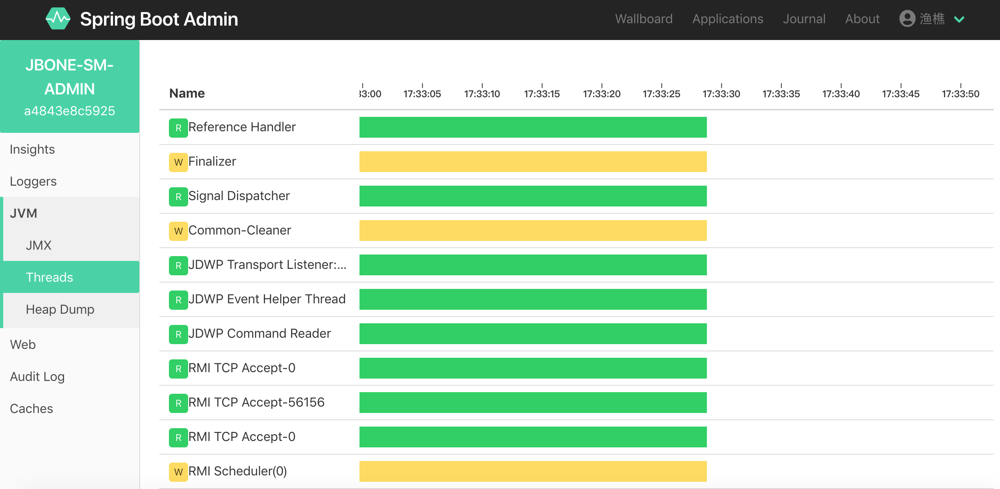 Spring Boot Admin
Wallboard Applications Journal About 渔樵
JBONE-SM-
ADMIN
a4843e8c5925
Insights
Loggers
JVM
JMX
Threads
Heap Dump
Web
Audit Log
Caches
Name 33:00 17:33:05 17:33:10 17:33:15 17:33:20 17:33:25 17:33:30 17:33:35 17:33:40 17:33:45 17:33:50
R Reference Handler
W Finalizer
R Signal Dispatcher
W Common-Cleaner
R JDWP Transport Listener:...
R JDWP Event Helper Thread
R JDWP Command Reader
R RMI TCP Accept-0
R RMI TCP Accept-56156
R RMI TCP Accept-0
W RMI Scheduler(0)